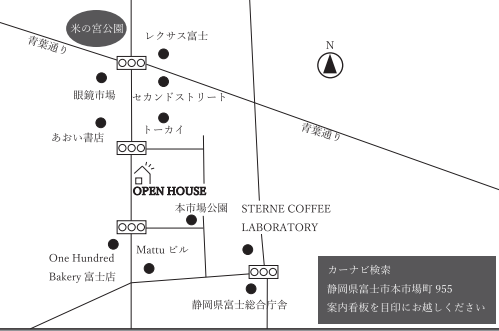 米の宮公園
レクサス富士
N
青葉通り
眼鏡市場
セカンドストリート
青葉通り
あおい書店
トーカイ
OPEN HOUSE
本市場公園
STERNE COFFEE
LABORATORY
Mattu ビル
One Hundred
Bakery 富士店
静岡県富士総合庁舎
カーナビ検索
静岡県富士市本市場町 955
案内看板を目印にお越しください